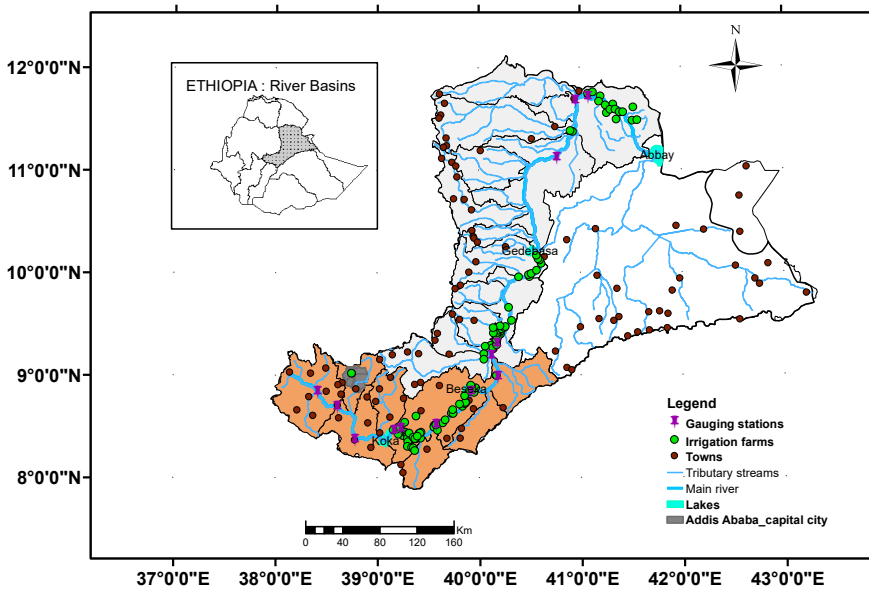 N
12°0'0"N
ETHIOPIA : River Basins
11°0'0"N
Abbay
10°0'0"N
Gedebasa
9°0'0"N
Beseka
Koka
8°0'0"N
Legend
Gauging stations
Irrigation farms
Towns
Tributary streams
Main river
Lakes
Addis Ababa_capital city
Km
0 20 40 80 120 160
37°0'0"E 38°0'0"E 39°0'0"E 40°0'0"E 41°0'0"E 42°0'0"E 43°0'0"E